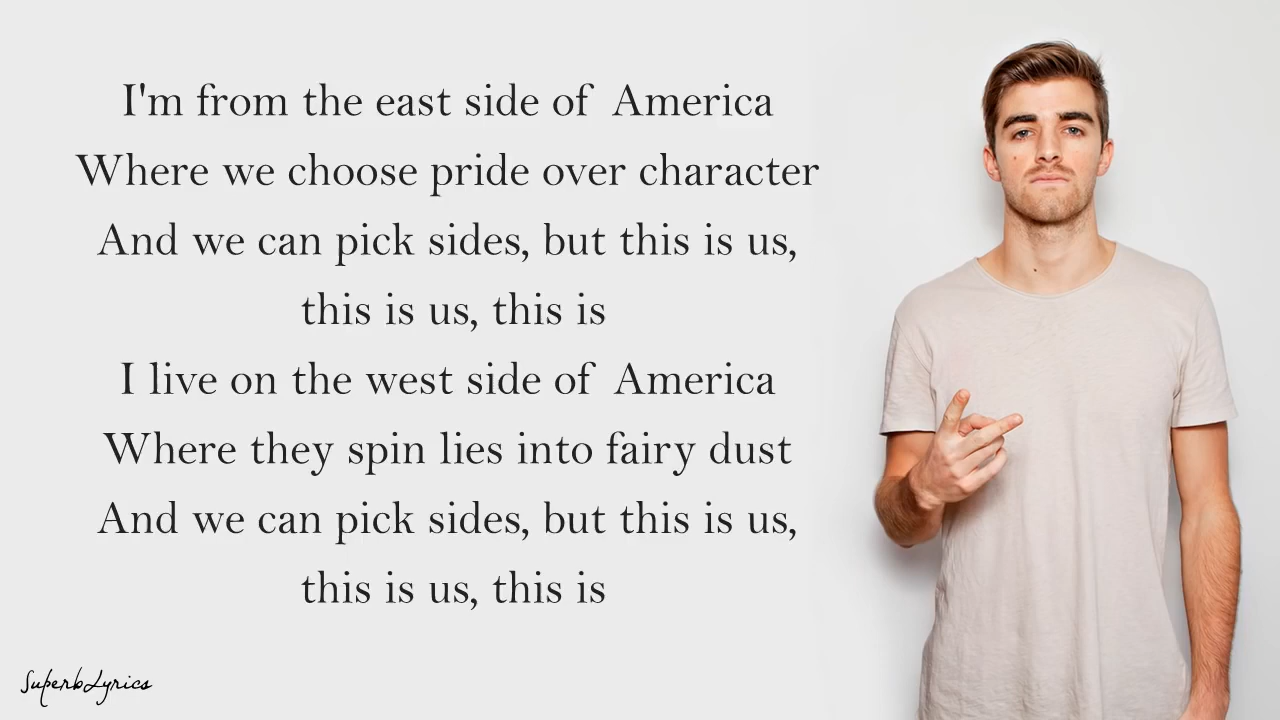 I'm from the east side of America
Where we choose pride over character
And we can pick sides, but this is us,
this is us, this is
I live on the west side of America
Where they spin lies into fairy dust
And we can pick sides, but this is us,
this is us, this is
SuperbLyrics